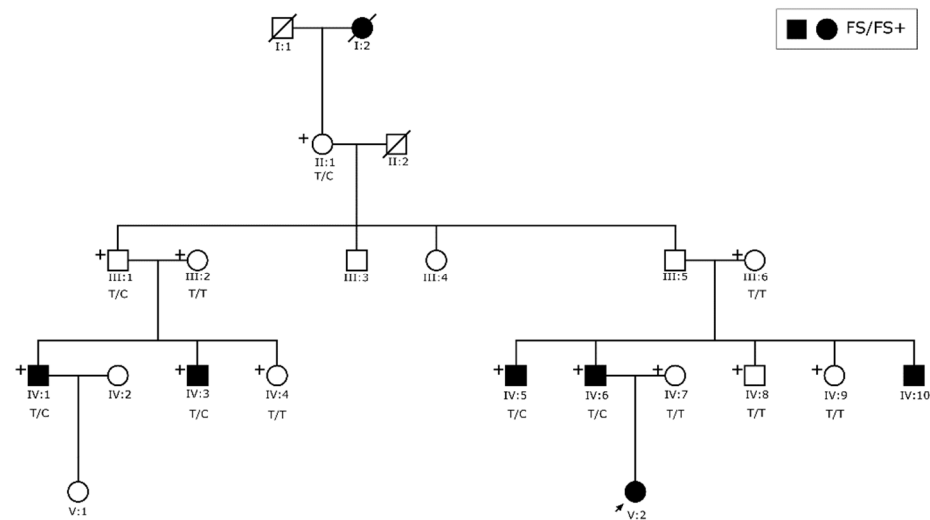 FS/FS+
I:1 I:2
+
II:1 II:2
T/C
+ + +
III:1 III:2 III:3 III:4 III:5 III:6
T/C T/T T/T
+ + + + + + + +
IV:1 IV:2 IV:3 IV:4 IV:5 IV:6 IV:7 IV:8 IV:9 IV:10
T/C T/C T/T T/C T/C T/T T/T T/T
V:1 V:2